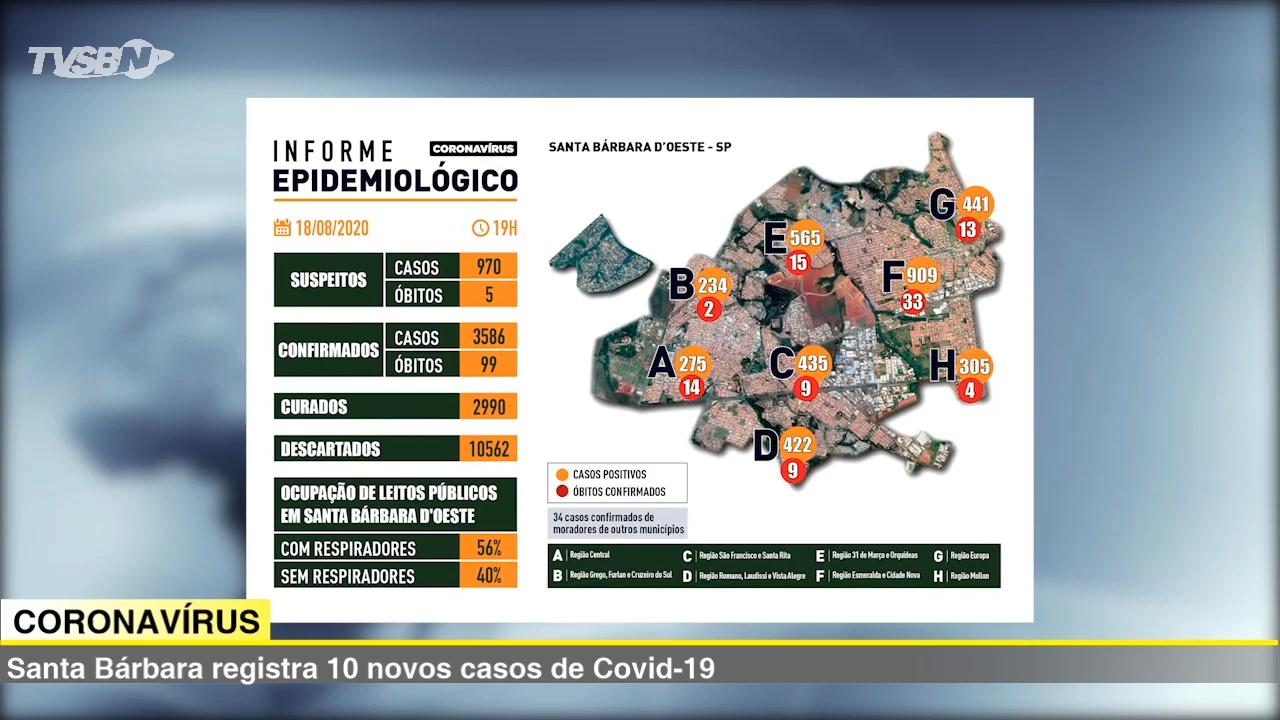 TVSBN
INFORME
CORONAVÍRUS
EPIDEMIOLÓGICO
18/08/2020
19H
SUSPEITOS
CASOS
970
ÓBITOS
5
CONFIRMADOS
CASOS
3586
ÓBITOS
99
CURADOS
2990
DESCARTADOS
10562
OCUPAÇÃO DE LEITOS PÚBLICOS
EM SANTA BÁRBARA D'OESTE
COM RESPIRADORES
56%
SEM RESPIRADORES
40%
SANTA BÁRBARA D'OESTE - SP
G
441
13
E
565
15
F
909
33
B
234
2
A
275
14
C
435
9
H
305
4
D
422
9
CASOS POSITIVOS
ÓBITOS CONFIRMADOS
34 casos confirmados de
moradores de outros municípios
A Região Central
B Região Grego, Furlan e Cruzeiro do Sul
C Região São Francisco e Santa Rita
D Região Romano, Laudissi e Vista Alegre
E Região 31 de Março e Orquídeas
F Região Esmeralda e Cidade Nova
G Região Europa
H Região Mollon
CORONAVÍRUS
Santa Bárbara registra 10 novos casos de Covid-19